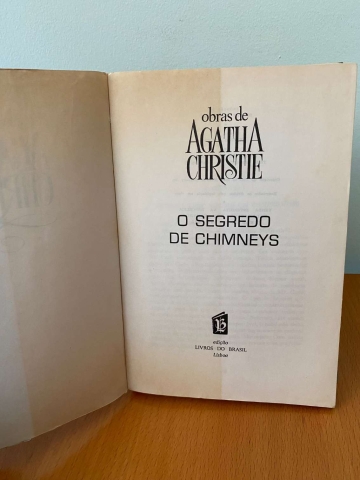 obras de
AGATHA
CHRISTIE
O SEGREDO
DE CHIMNEYS
edição
LIVROS DO BRASIL
Lisboa